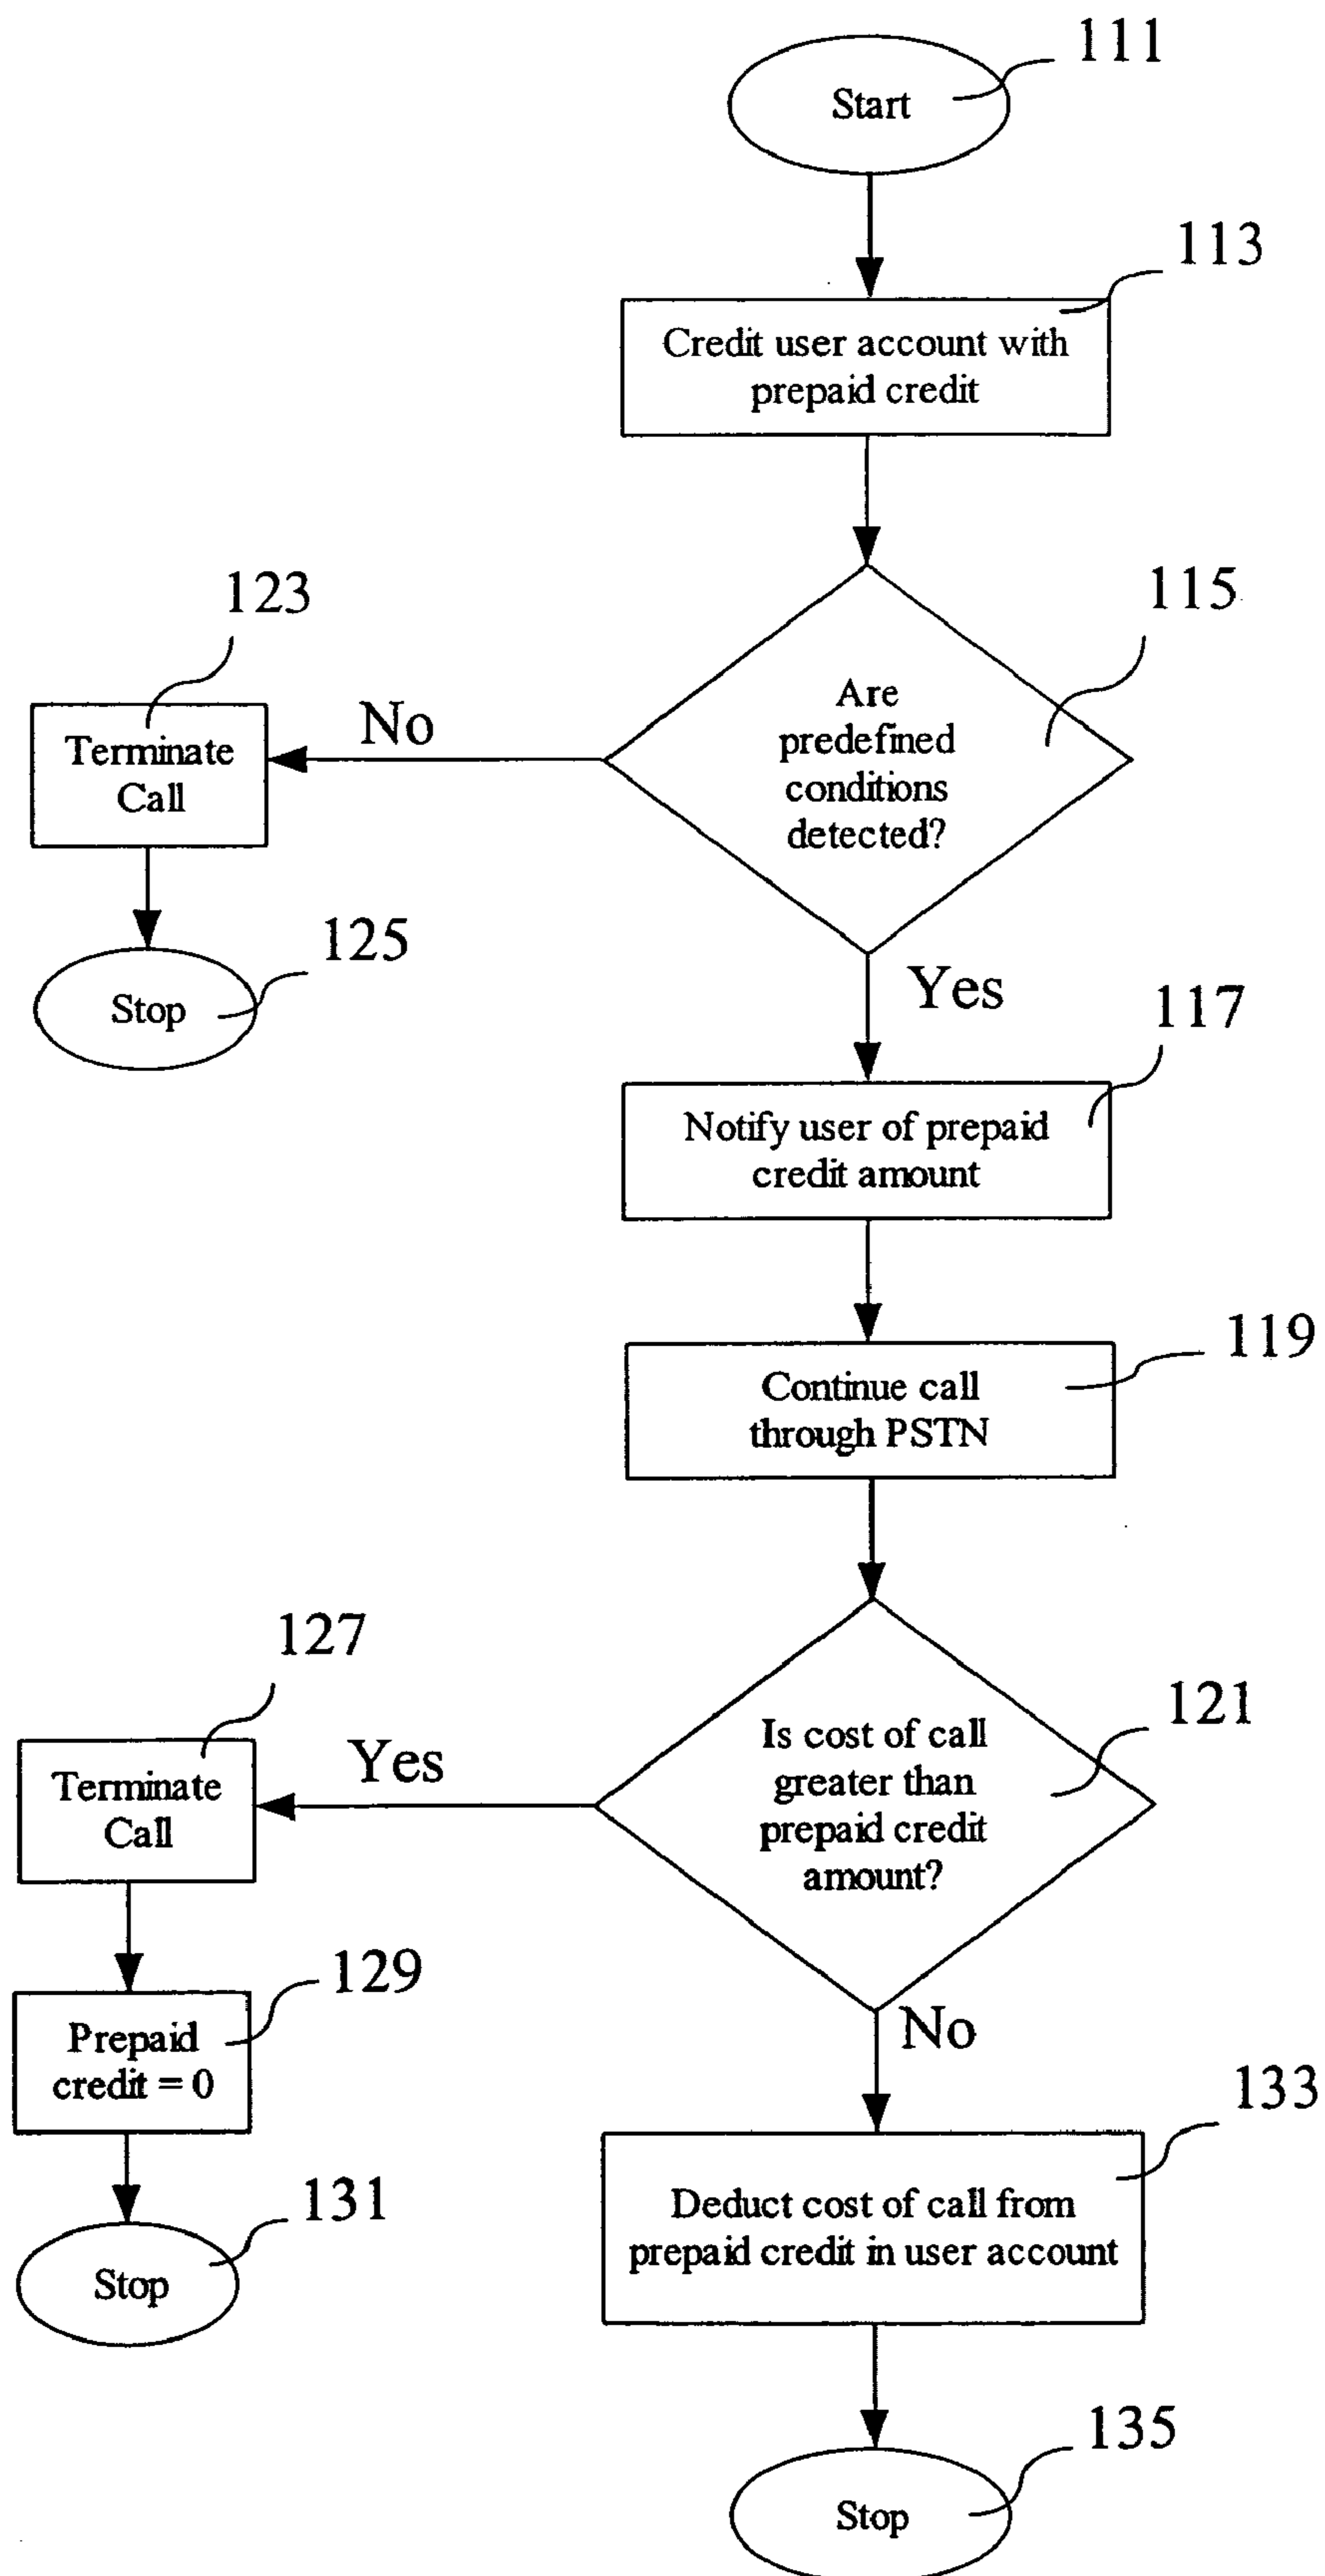 111
Start
113
Credit user account with
prepaid credit
115
Are
predefined
conditions
detected?
No
123
Terminate
Call
125
Stop
Yes
117
Notify user of prepaid
credit amount
119
Continue call
through PSTN
121
Is cost of call
greater than
prepaid credit
amount?
Yes
127
Terminate
Call
129
Prepaid
credit = 0
131
Stop
No
133
Deduct cost of call from
prepaid credit in user account
135
Stop